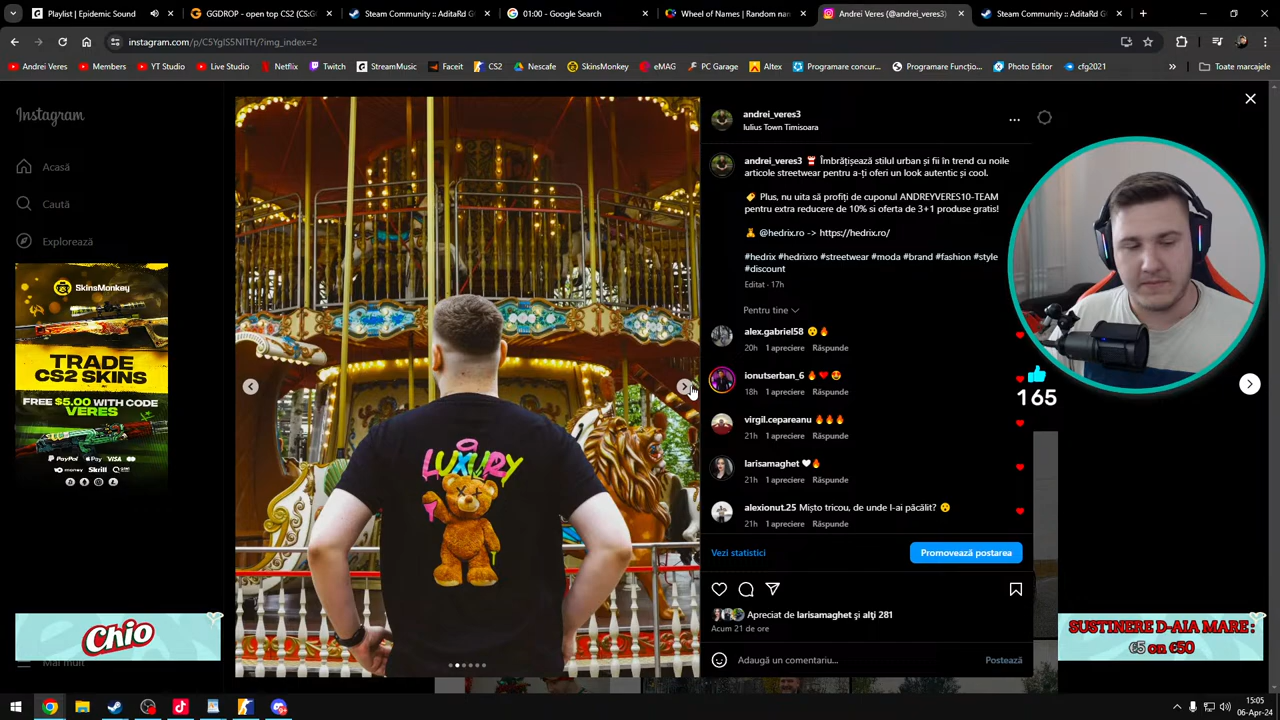 Playlist | Epidemic Sound
GGDROP - open top CS2 (CS:G
Steam Community :: AditaRd G
01:00 - Google Search
Wheel of Names | Random nan
Andrei Veres (@andrei_veres3)
Steam Community :: AditaRd G
instagram.com/p/C5YgIS5NITH/?img_index=2
Andrei Veres
Members
YT Studio
Live Studio
Netflix
Twitch
StreamMusic
Faceit
CS2
Nescafe
SkinsMonkey
eMAG
PC Garage
Altex
Programare concur...
Programare Funcțio...
Photo Editor
cfg2021
Toate marcajele
Instagram
Acasă
Caută
Explorează
SkinsMonkey
TRADE
CS2 SKINS
FREE $5.00 WITH CODE
VERES
PayPal
Pay
VISA
money
Skrill
Chio
Mai mult
LUXURY
andrei_veres3
Iulius Town Timisoara
andrei_veres3 Îmbrățișează stilul urban și fii în trend cu noile
articole streetwear pentru a-ți oferi un look autentic și cool.
Plus, nu uita să profiți de cuponul ANDREYVERES10-TEAM
pentru extra reducere de 10% si oferta de 3+1 produse gratis!
@hedrix.ro -> https://hedrix.ro/
#hedrix #hedrixro #streetwear #moda #brand #fashion #style
#discount
Editat · 17h
Pentru tine
alex.gabriel58 😮🔥
20h 1 apreciere Răspunde
ionutserban_6 🔥❤️😍
18h 1 apreciere Răspunde
virgil.cepareanu 🔥🔥🔥
21h 1 apreciere Răspunde
larisamaghet 🤍🔥
21h 1 apreciere Răspunde
alexionut.25 Mișto tricou, de unde l-ai păcălit? 😮
21h 1 apreciere Răspunde
Vezi statistici
Promovează postarea
Apreciat de larisamaghet și alți 281
Acum 21 de ore
Adaugă un comentariu...
Postează
165
SUSTINERE D-AIA MARE :
€5 on €50
15:05
06-Apr-24